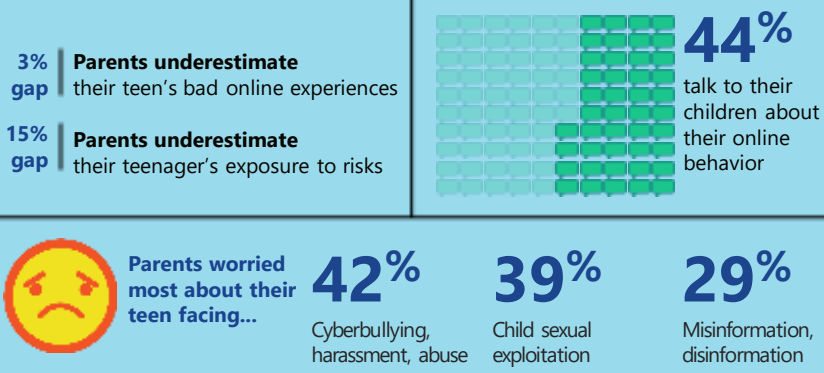 3% gap
Parents underestimate
their teen's bad online experiences
15% gap
Parents underestimate
their teenager's exposure to risks
44%
talk to their
children about
their online
behavior
Parents worried
most about their
teen facing...
42%
Cyberbullying,
harassment, abuse
39%
Child sexual
exploitation
29%
Misinformation,
disinformation